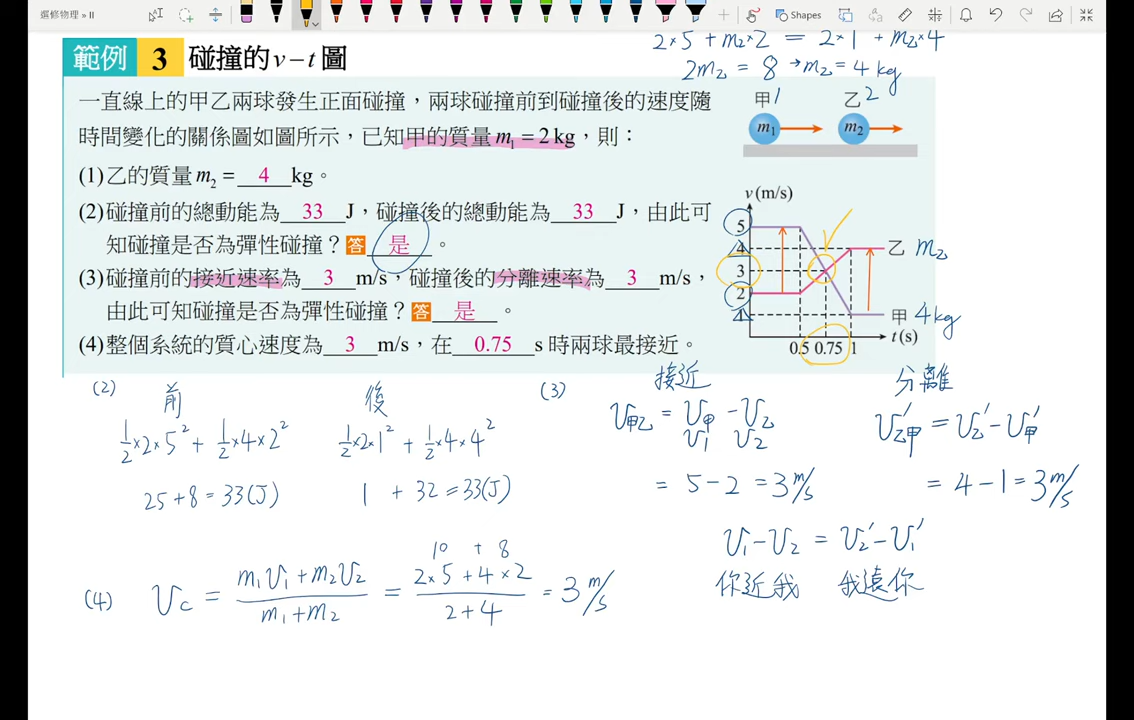 選修物理 » II
Shapes
範例 3 碰撞的v－t圖
2×5+m₂×2 = 2×1 +m₂×4
2m₂ = 8 →m₂=4 kg
一直線上的甲乙兩球發生正面碰撞，兩球碰撞前到碰撞後的速度隨
時間變化的關係圖如圖所示，已知甲的質量 m₁ = 2 kg，則：
(1)乙的質量 m₂ = 4 kg。
(2)碰撞前的總動能為 33 J，碰撞後的總動能為 33 J，由此可
知碰撞是否為彈性碰撞？答 是 。
(3)碰撞前的接近速率為 3 m/s，碰撞後的分離速率為 3 m/s，
由此可知碰撞是否為彈性碰撞？答 是 。
(4)整個系統的質心速度為 3 m/s，在 0.75 s時兩球最接近。
甲1 乙2
m₁ m₂
v(m/s)
5
4
3
2
1
乙 m₂
甲 4kg
0.5 0.75 1 t(s)
(2) 前 後
½×2×5² + ½×4×2² ½×2×1² + ½×4×4²
25+8=33(J) 1 + 32=33(J)
(3) 接近 分離
v甲乙 = v甲 - v乙 v'乙甲 = v乙' - v甲'
v₁ v₂
= 5-2 = 3 m/s = 4-1 = 3 m/s
v₁-v₂ = v₂'-v₁'
你近我 我遠你
10 + 8
(4) vc = (m₁v₁+m₂v₂)/(m₁+m₂) = (2×5+4×2)/(2+4) = 3 m/s